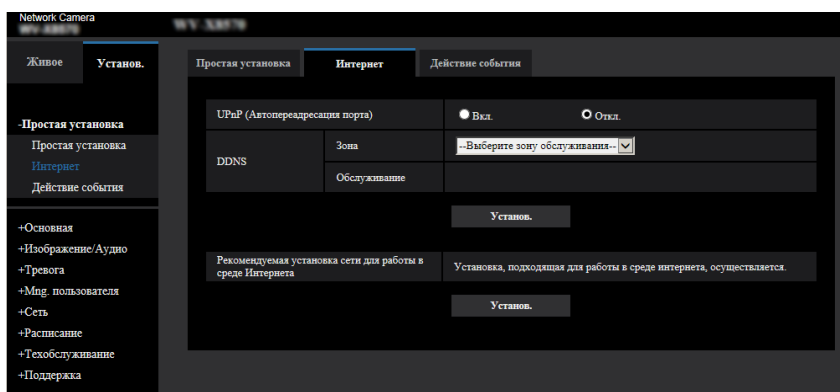 Network Camera
Живое
Установ.
-Простая установка
Простая установка
Интернет
Действие события
+Основная
+Изображение/Аудио
+Тревога
+Mng. пользователя
+Сеть
+Расписание
+Техобслуживание
+Поддержка
Простая установка
Интернет
Действие события
UPnP (Автопереадресация порта)
Вкл.
Откл.
DDNS
Зона
--Выберите зону обслуживания--
Обслуживание
Установ.
Рекомендуемая установка сети для работы в
среде Интернета
Установка, подходящая для работы в среде интернета, осуществляется.
Установ.